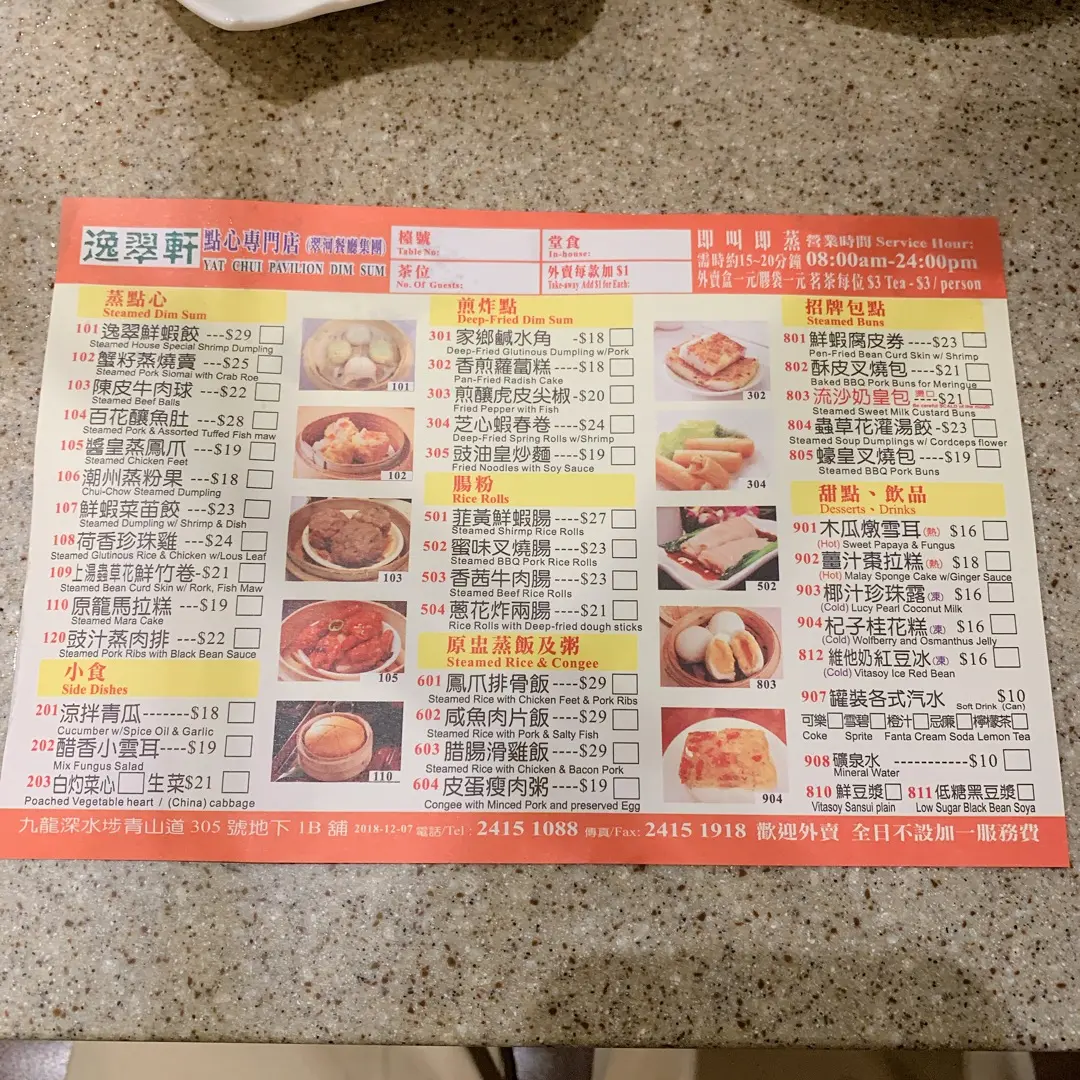 逸翠軒 點心專門店 (翠河餐廳集團)
YAT CHUI PAVILION DIM SUM
檯號
Table No:
茶位
No. Of Guests:
堂食
In-house:
外賣每款加 $1
Take-away Add $1 for Each:
即叫即蒸 營業時間 Service Hour:
需時約15~20分鐘 08:00am-24:00pm
外賣盒一元/膠袋一元 茗茶每位 $3 Tea - $3 / person
蒸點心
Steamed Dim Sum
101 逸翠鮮蝦餃 ---$29
Steamed House Special Shrimp Dumpling
102 蟹籽蒸燒賣 ---$25
Steamed Pork Siomai with Crab Roe
103 陳皮牛肉球 ---$22
Steamed Beef Balls
104 百花釀魚肚 ---$28
Steamed Pork & Assorted Tuffed Fish maw
105 醬皇蒸鳳爪 ---$19
Steamed Chicken Feet
106 潮州蒸粉果 ---$18
Chui-Chow Steamed Dumpling
107 鮮蝦菜苗餃 ---$23
Steamed Dumpling w/ Shrimp & Dish
108 荷香珍珠雞 ---$24
Steamed Glutinous Rice & Chicken w/Lous Leaf
109 上湯蟲草花鮮竹卷-$21
Steamed Bean Curd Skin w/ Rork, Fish Maw
110 原籠馬拉糕 ---$19
Steamed Mara Cake
120 豉汁蒸肉排 ---$22
Steamed Pork Ribs with Black Bean Sauce
小食
Side Dishes
201 涼拌青瓜-------$18
Cucumber w/Spice Oil & Garlic
202 醋香小雲耳----$19
Mix Fungus Salad
203 白灼菜心 生菜$21
Poached Vegetable heart / (China) cabbage
101
102
103
105
110
煎炸點
Deep-Fried Dim Sum
301 家鄉鹹水角 -$18
Deep-Fried Glutinous Dumpling w/Pork
302 香煎蘿蔔糕----$18
Pan-Fried Radish Cake
303 煎釀虎皮尖椒-$20
Fried Pepper with Fish
304 芝心蝦春卷----$24
Deep-Fried Spring Rolls w/Shrimp
305 豉油皇炒麵----$19
Fried Noodles with Soy Sauce
腸粉
Rice Rolls
501 韮黃鮮蝦腸----$27
Steamed Shirmp Rice Rolls
502 蜜味叉燒腸----$23
Steamed BBQ Pork Rice Rolls
503 香茜牛肉腸----$23
Steamed Beef Rice Rolls
504 蔥花炸兩腸----$21
Rice Rolls with Deep-fried dough sticks
原盅蒸飯及粥
Steamed Rice & Congee
601 鳳爪排骨飯----$29
Steamed Rice with Chicken Feet & Pork Ribs
602 咸魚肉片飯----$29
Steamed Rice with Pork & Salty Fish
603 腊腸滑雞飯----$29
Steamed Rice with Chicken & Bacon Pork
604 皮蛋瘦肉粥----$19
Congee with Minced Pork and preserved Egg
302
304
502
803
904
招牌包點
Steamed Buns
801 鮮蝦腐皮券----$23
Pen-Fried Bean Curd Skin w/ Shrimp
802 酥皮叉燒包----$21
Baked BBQ Pork Buns for Meringue
803 流沙奶皇包 ----$21
Steamed Sweet Milk Custard Buns
804 蟲草花灌湯餃--$23
Steamed Soup Dumplings w/ Cordceps flower
805 蠔皇叉燒包----$19
Steamed BBQ Pork Buns
甜點、飲品
Desserts、Drinks
901 木瓜燉雪耳(熱) $16
(Hot) Sweet Papaya & Fungus
902 薑汁棗拉糕(熱) $18
(Hot) Malay Sponge Cake w/Ginger Sauce
903 椰汁珍珠露(凍) $16
(Cold) Lucy Pearl Coconut Milk
904 杞子桂花糕(凍) $16
(Cold) Wolfberry and Osmanthus Jelly
812 維他奶紅豆冰(凍) $16
(Cold) Vitasoy Ice Red Bean
907 罐裝各式汽水 $10
Soft Drink (Can)
可樂 雪碧 橙汁 忌廉 檸檬茶
Coke Sprite Fanta Cream Soda Lemon Tea
908 礦泉水 -----------$10
Mineral Water
810 鮮豆漿 811 低糖黑豆漿
Vitasoy Sansui plain Low Sugar Black Bean Soya
九龍深水埗青山道 305 號地下 1B 舖 2018-12-07 電話/Tel : 2415 1088 傳真/Fax: 2415 1918 歡迎外賣 全日不設加一服務費